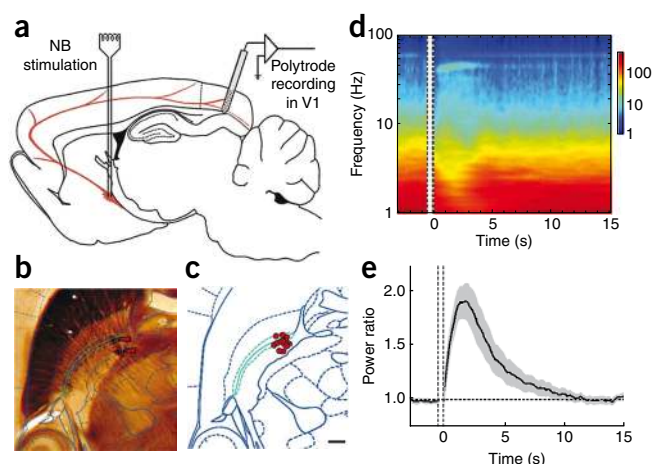 a
NB
stimulation
Polytrode
recording
in V1
b
c
d
Frequency (Hz)
100
10
1
0
5
10
15
Time (s)
100
10
1
e
Power ratio
2.0
1.5
1.0
0
5
10
15
Time (s)